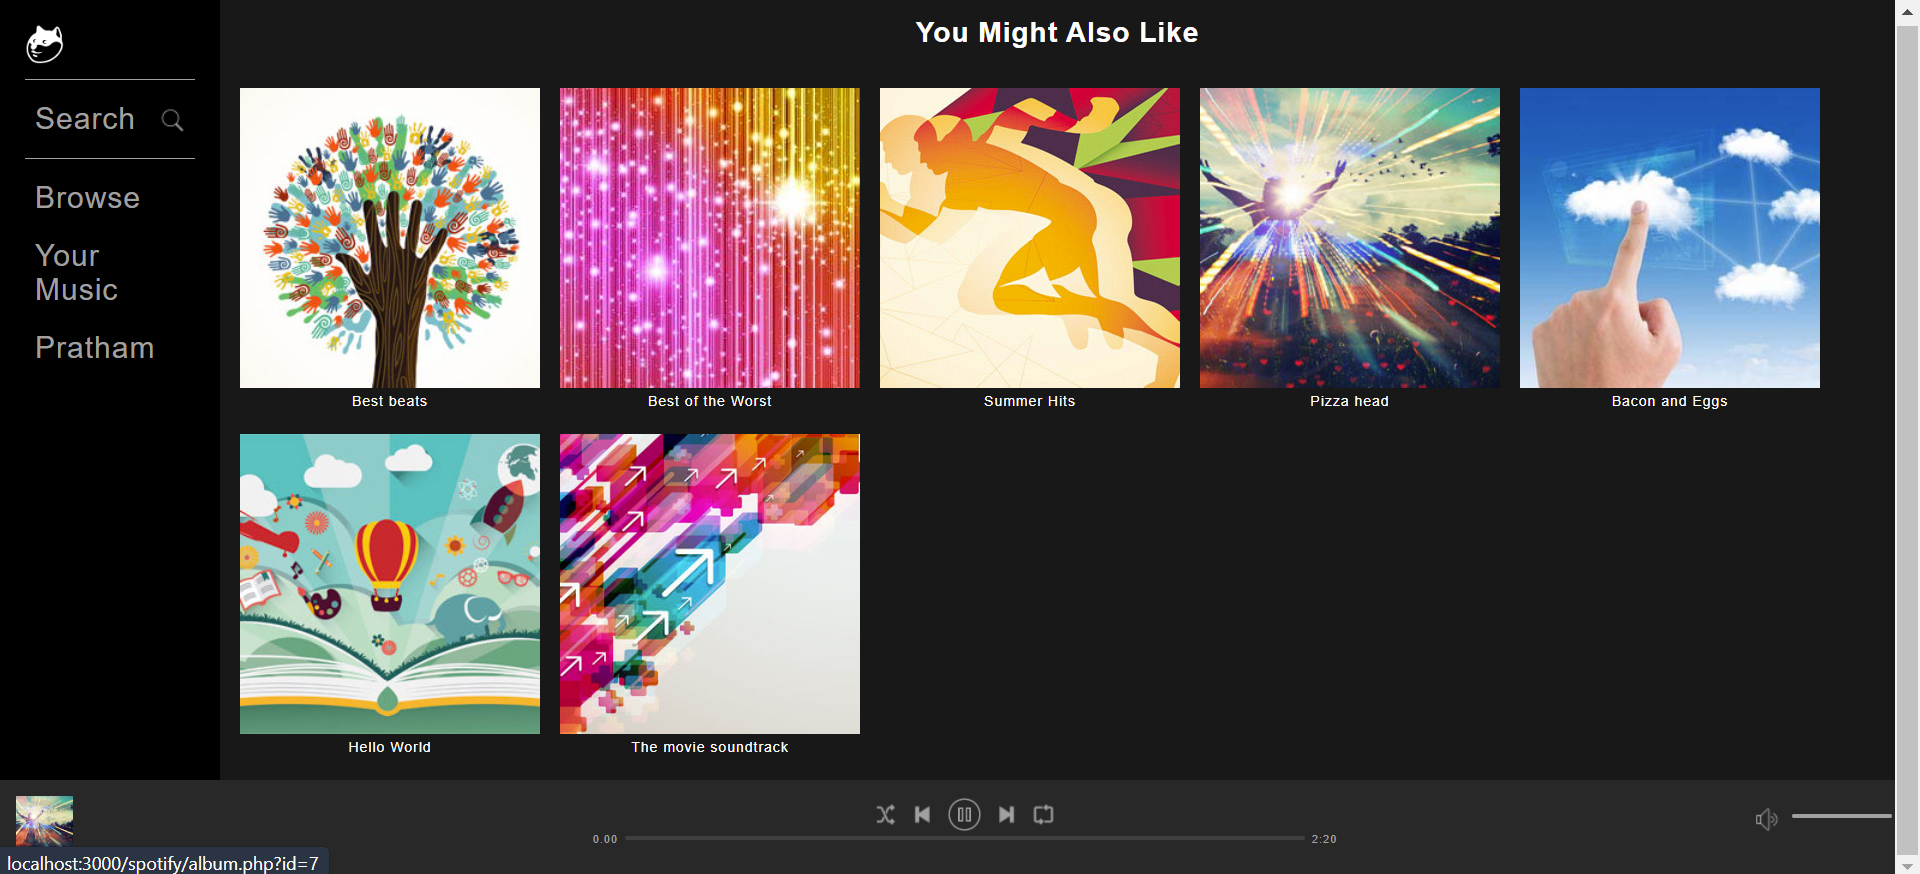 You Might Also Like
Search
Browse
Your
Music
Pratham
Best beats
Best of the Worst
Summer Hits
Pizza head
Bacon and Eggs
Hello World
The movie soundtrack
0.00
2:20
localhost:3000/spotify/album.php?id=7